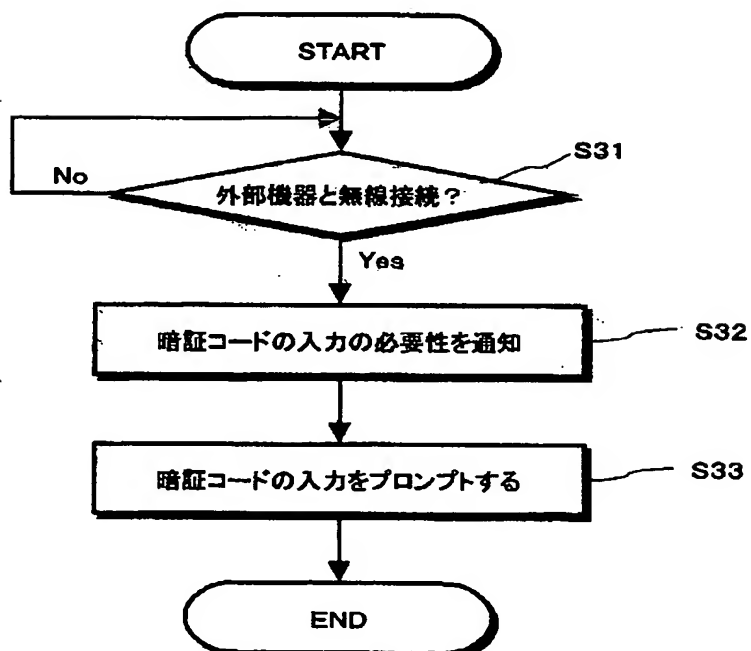 START
S31
No
外部機器と無線接続？
Yes
暗証コードの入力の必要性を通知
S32
暗証コードの入力をプロンプトする
S33
END